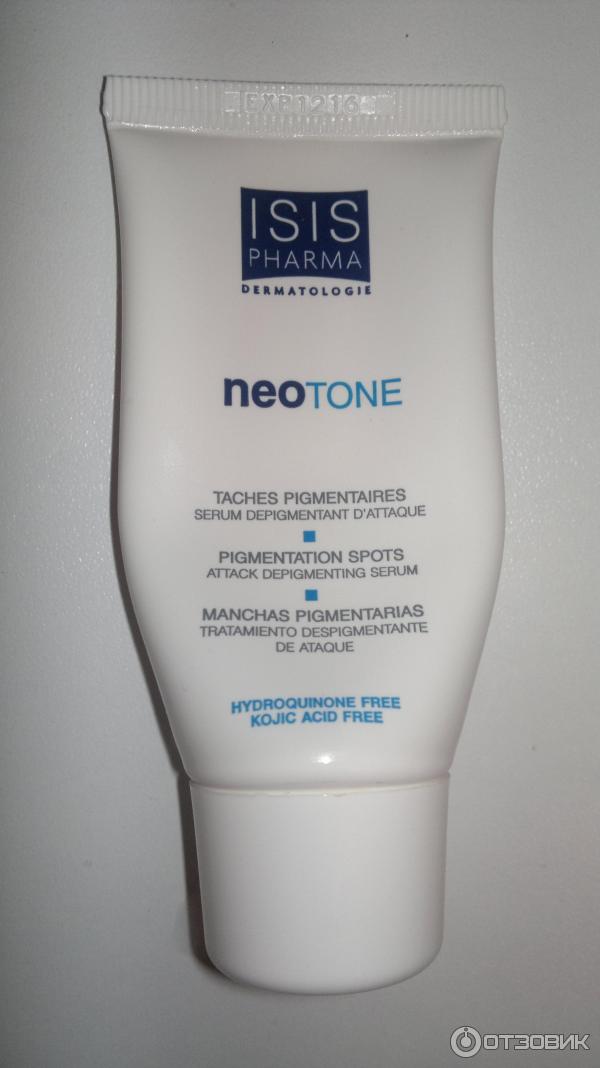 EXP1216
ISIS
PHARMA
DERMATOLOGIE
neoTONE
TACHES PIGMENTAIRES
SERUM DEPIGMENTANT D'ATTAQUE
PIGMENTATION SPOTS
ATTACK DEPIGMENTING SERUM
MANCHAS PIGMENTARIAS
TRATAMIENTO DESPIGMENTANTE
DE ATAQUE
HYDROQUINONE FREE
KOJIC ACID FREE
ОТЗОВИК